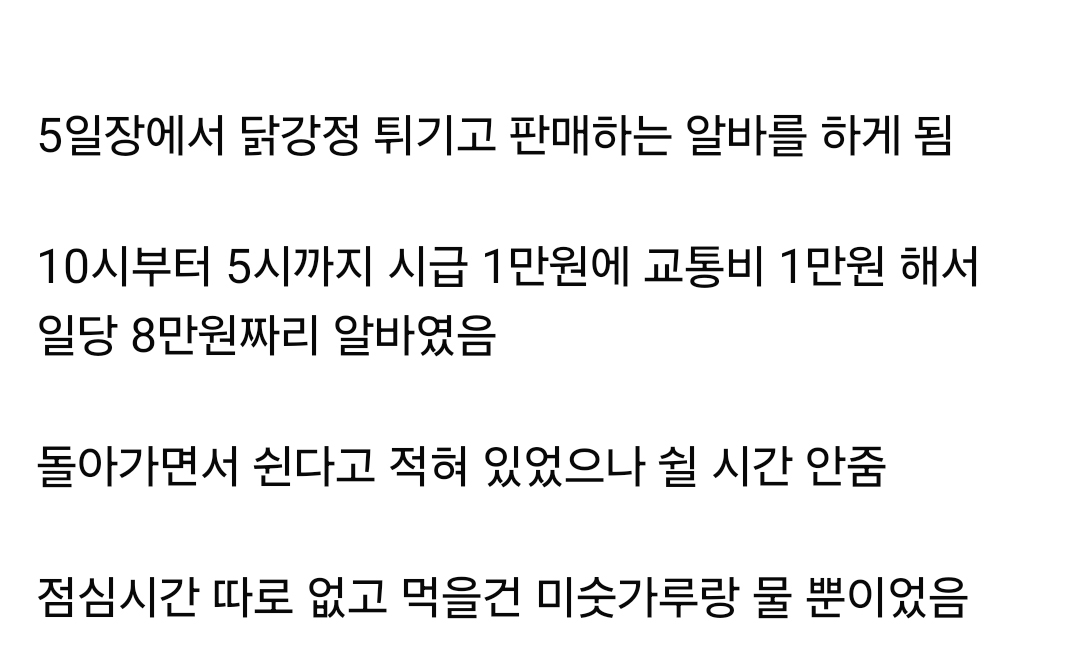 5일장에서 닭강정 튀기고 판매하는 알바를 하게 됨
10시부터 5시까지 시급 1만원에 교통비 1만원 해서
일당 8만원짜리 알바였음
돌아가면서 쉰다고 적혀 있었으나 쉴 시간 안줌
점심시간 따로 없고 먹을건 미숫가루랑 물 뿐이었음